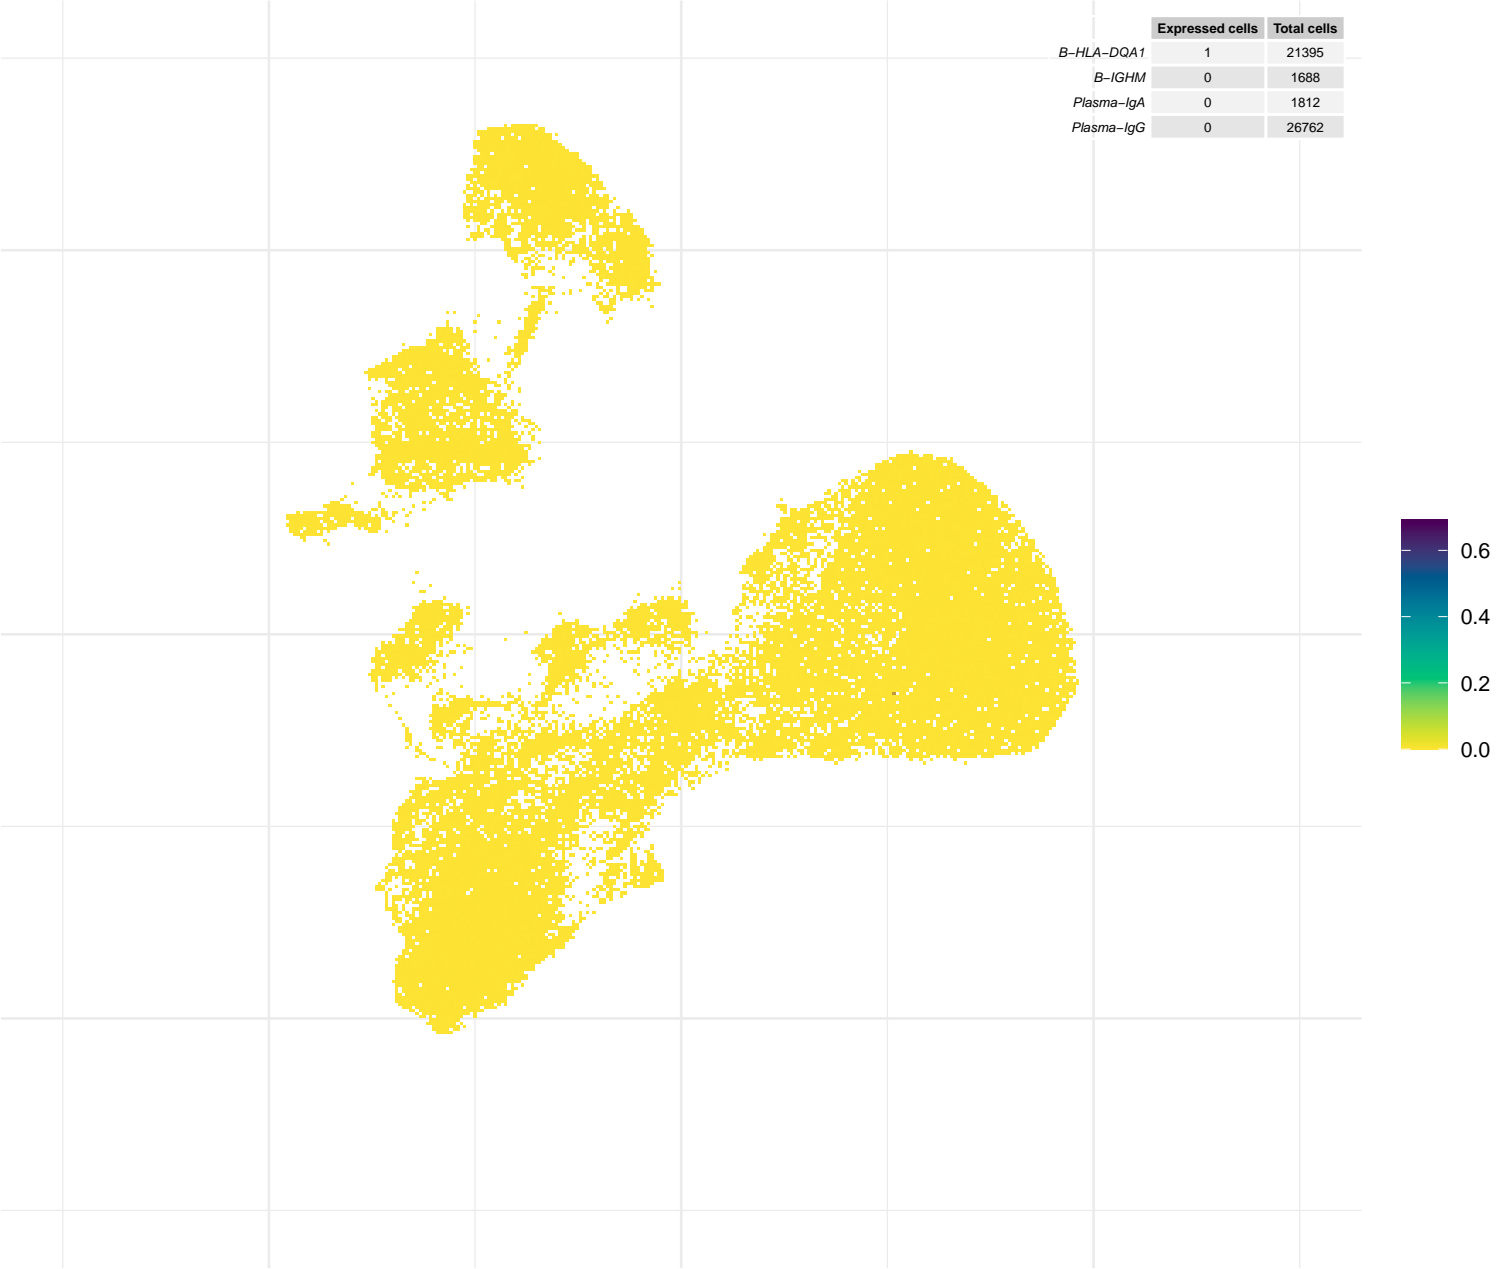 Expressed cells Total cells
B−HLA−DQA1 1 21395
B−IGHM 0 1688
Plasma−IgA 0 1812
Plasma−IgG 0 26762
0.6
0.4
0.2
0.0